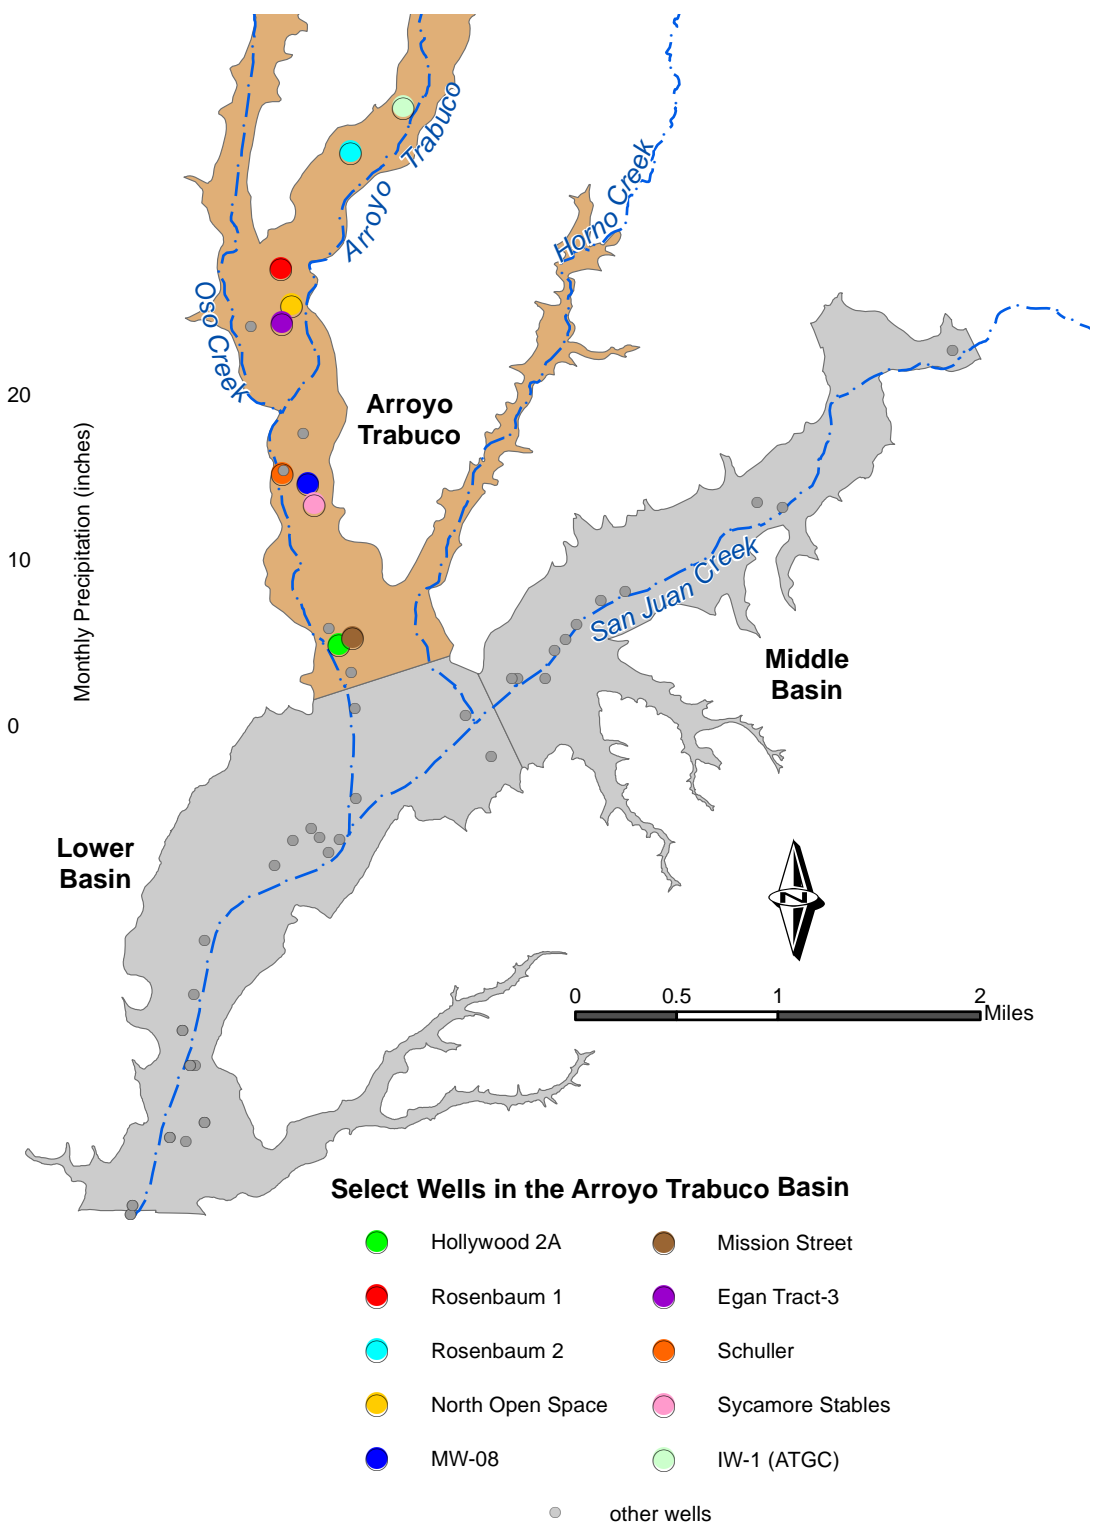 Arroyo Trabuco
Horno Creek
Oso Creek
20
Arroyo
Trabuco
Monthly Precipitation (inches)
10
San Juan Creek
Middle
Basin
0
Lower
Basin
N
0 0.5 1 2
Miles
Select Wells in the Arroyo Trabuco Basin
Hollywood 2A
Mission Street
Rosenbaum 1
Egan Tract-3
Rosenbaum 2
Schuller
North Open Space
Sycamore Stables
MW-08
IW-1 (ATGC)
other wells